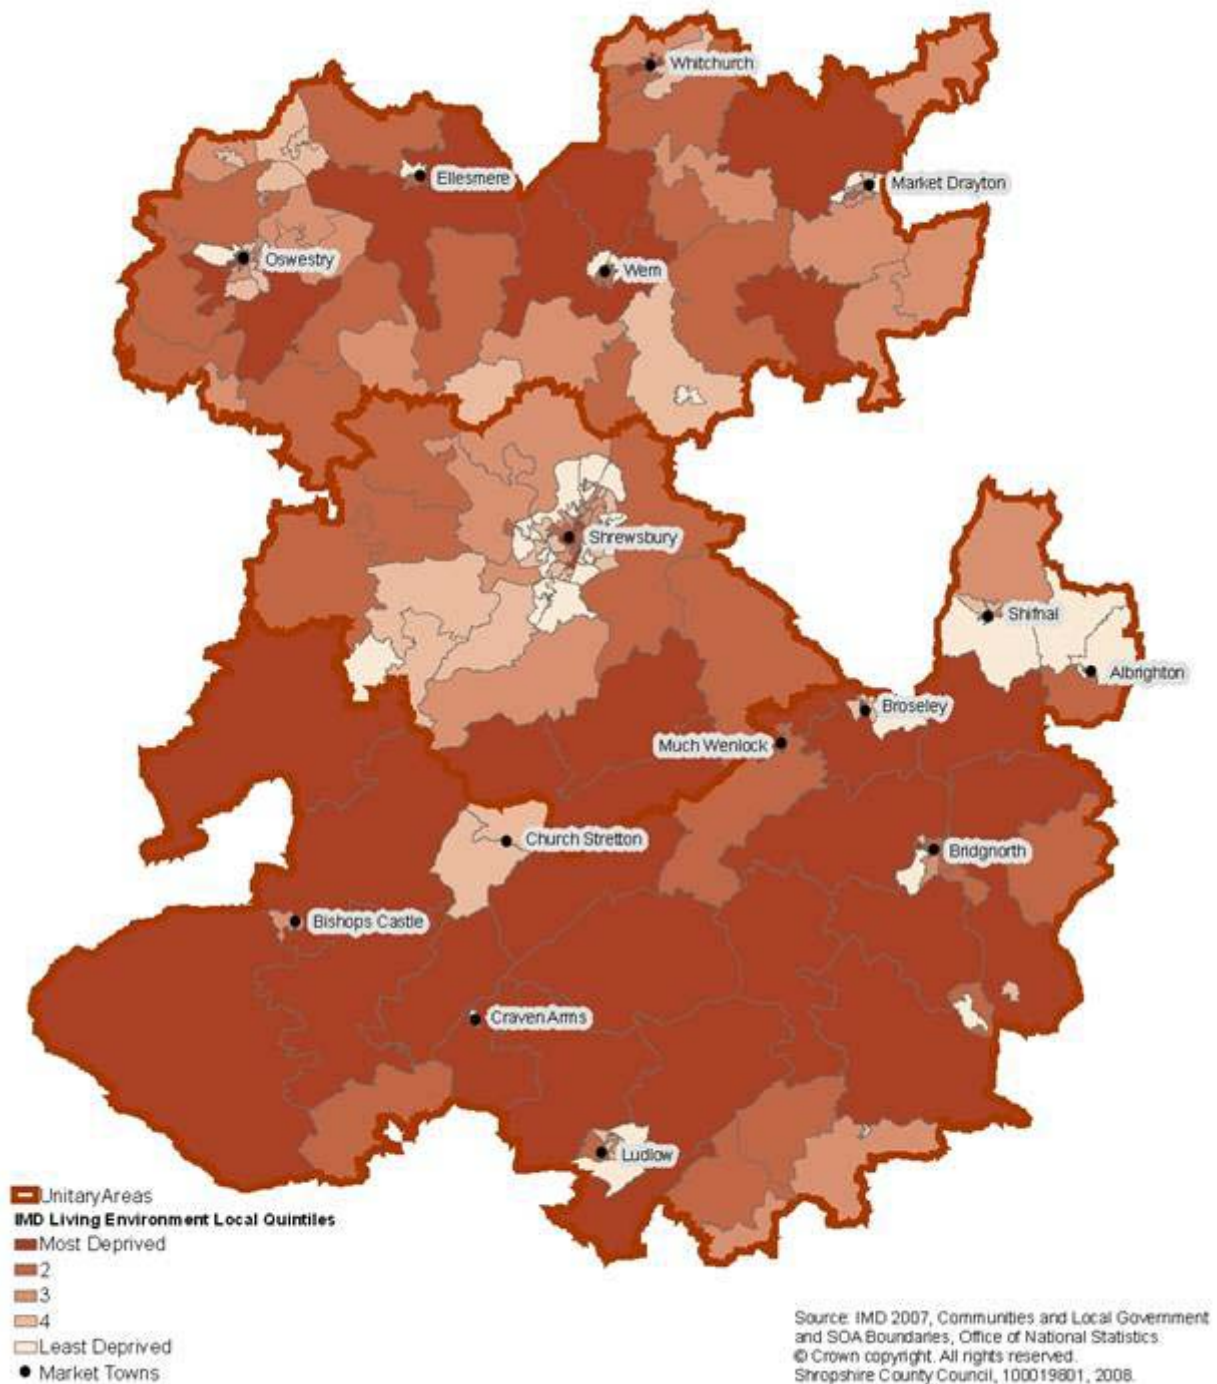 Whitchurch
Ellesmere
Market Drayton
Oswestry
Wem
Shrewsbury
Shifnal
Albrighton
Broseley
Much Wenlock
Church Stretton
Bridgnorth
Bishops Castle
Craven Arms
Ludlow
Unitary Areas
IMD Living Environment Local Quintiles
Most Deprived
2
3
4
Least Deprived
Market Towns
Source: IMD 2007, Communities and Local Government
and SOA Boundaries, Office of National Statistics
© Crown copyright. All rights reserved.
Shropshire County Council, 100019801, 2008.